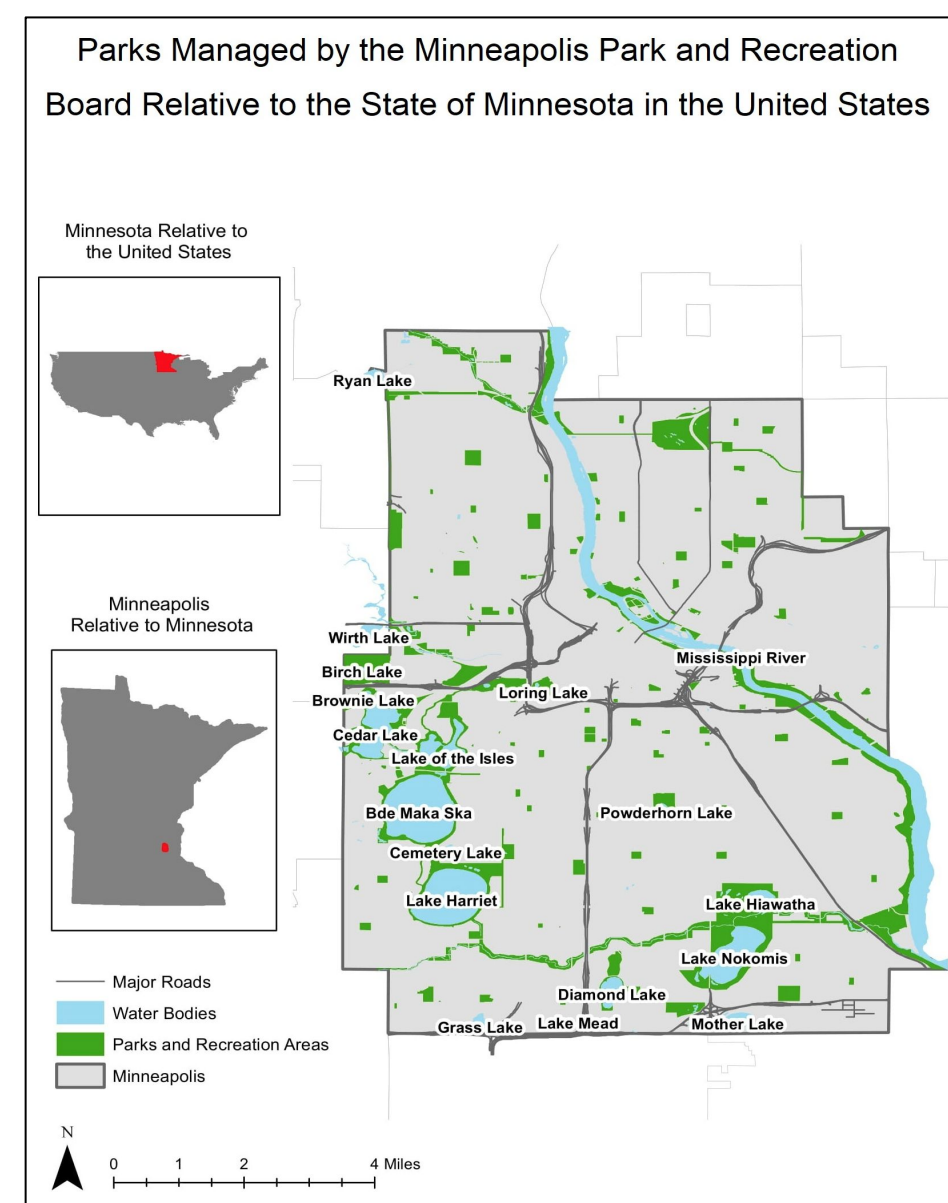 Parks Managed by the Minneapolis Park and Recreation
Board Relative to the State of Minnesota in the United States
Minnesota Relative to
the United States
Minneapolis
Relative to Minnesota
Ryan Lake
Wirth Lake
Birch Lake
Mississippi River
Brownie Lake
Loring Lake
Cedar Lake
Lake of the Isles
Bde Maka Ska
Powderhorn Lake
Cemetery Lake
Lake Harriet
Lake Hiawatha
Lake Nokomis
Diamond Lake
Grass Lake
Lake Mead
Mother Lake
Major Roads
Water Bodies
Parks and Recreation Areas
Minneapolis
N
0 1 2 4 Miles